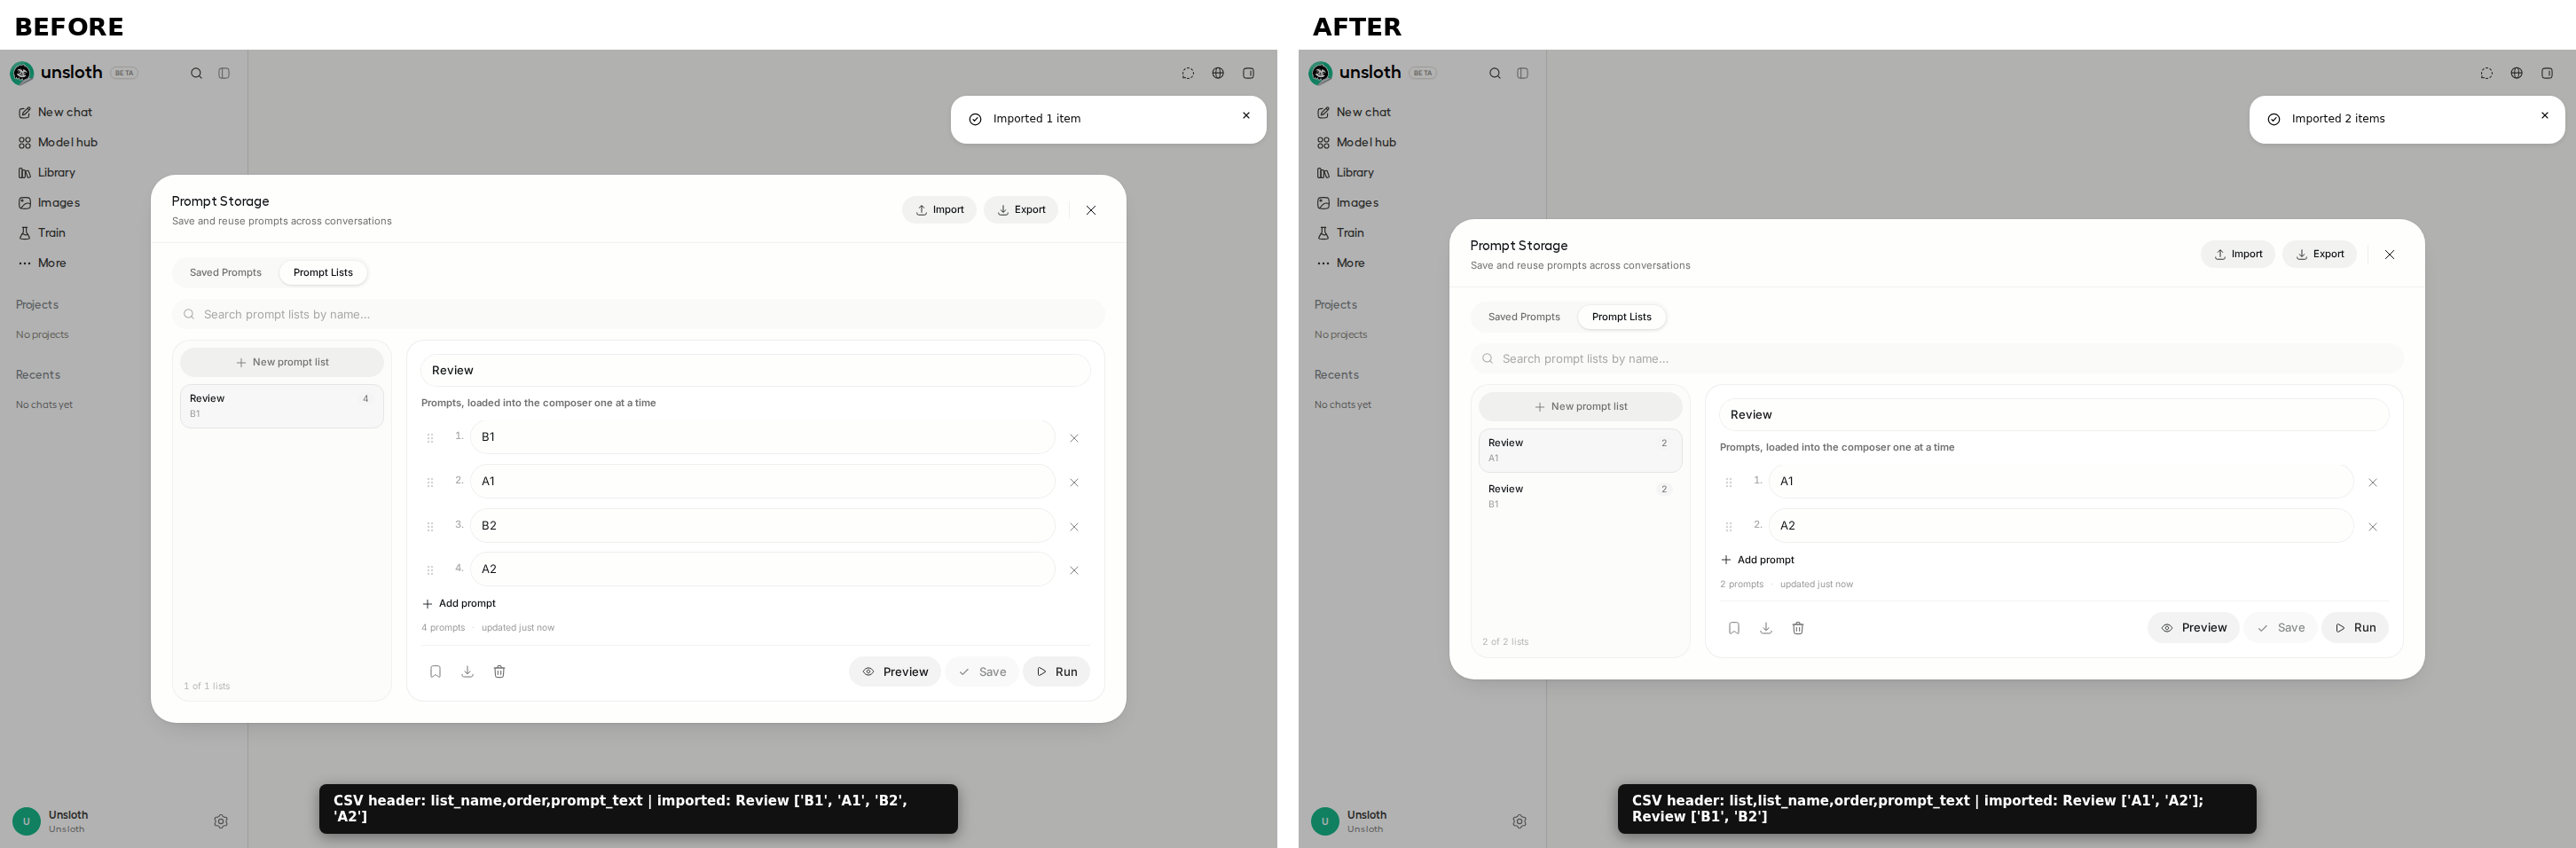 BEFORE
unsloth BETA
New chat
Model hub
Library
Images
Train
More
Projects
No projects
Recents
No chats yet
Imported 1 item
Prompt Storage
Save and reuse prompts across conversations
Import
Export
Saved Prompts
Prompt Lists
Search prompt lists by name...
New prompt list
Review 4
B1
1 of 1 lists
Review
Prompts, loaded into the composer one at a time
1. B1
2. A1
3. B2
4. A2
Add prompt
4 prompts · updated just now
Preview
Save
Run
U
Unsloth
Unsloth
CSV header: list_name,order,prompt_text | imported: Review ['B1', 'A1', 'B2',
'A2']
AFTER
unsloth BETA
New chat
Model hub
Library
Images
Train
More
Projects
No projects
Recents
No chats yet
Imported 2 items
Prompt Storage
Save and reuse prompts across conversations
Import
Export
Saved Prompts
Prompt Lists
Search prompt lists by name...
New prompt list
Review 2
A1
Review 2
B1
2 of 2 lists
Review
Prompts, loaded into the composer one at a time
1. A1
2. A2
Add prompt
2 prompts · updated just now
Preview
Save
Run
U
Unsloth
Unsloth
CSV header: list,list_name,order,prompt_text | imported: Review ['A1', 'A2'];
Review ['B1', 'B2']